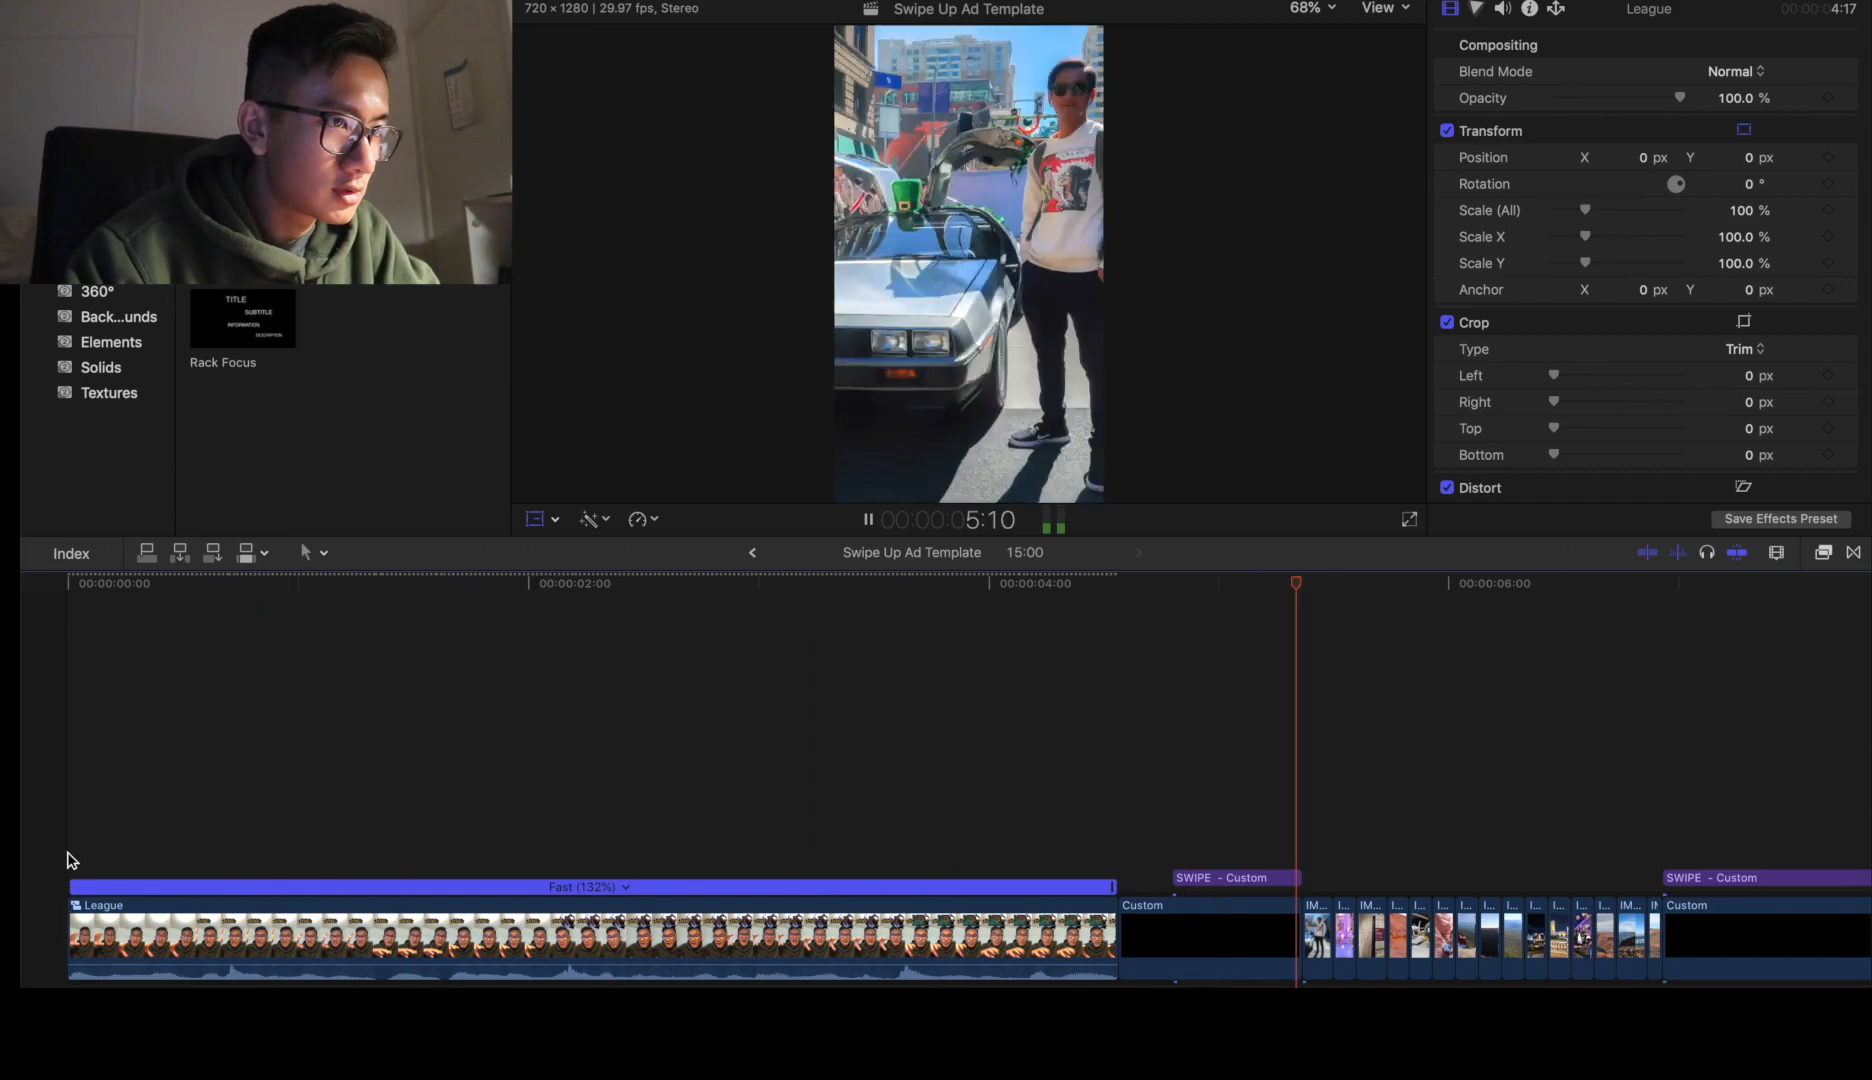 720 × 1280 | 29.97 fps, Stereo
Swipe Up Ad Template
68%
View
League
00:00:04:17
Compositing
Blend Mode
Normal
Opacity
100.0 %
Transform
Position
X
0 px
Y
0 px
Rotation
0 °
Scale (All)
100 %
Scale X
100.0 %
Scale Y
100.0 %
Anchor
X
0 px
Y
0 px
Crop
Type
Trim
Left
0 px
Right
0 px
Top
0 px
Bottom
0 px
Distort
Save Effects Preset
360°
Back...unds
Elements
Solids
Textures
TITLE
SUBTITLE
INFORMATION
DESCRIPTION
Rack Focus
00:00:05:10
Index
Swipe Up Ad Template
15:00
00:00:00:00
00:00:02:00
00:00:04:00
00:00:06:00
SWIPE - Custom
SWIPE - Custom
Fast (132%)
League
Custom
IM...
I...
IM...
I...
I...
I...
I...
I...
I...
I...
I...
I...
I...
IM...
Custom